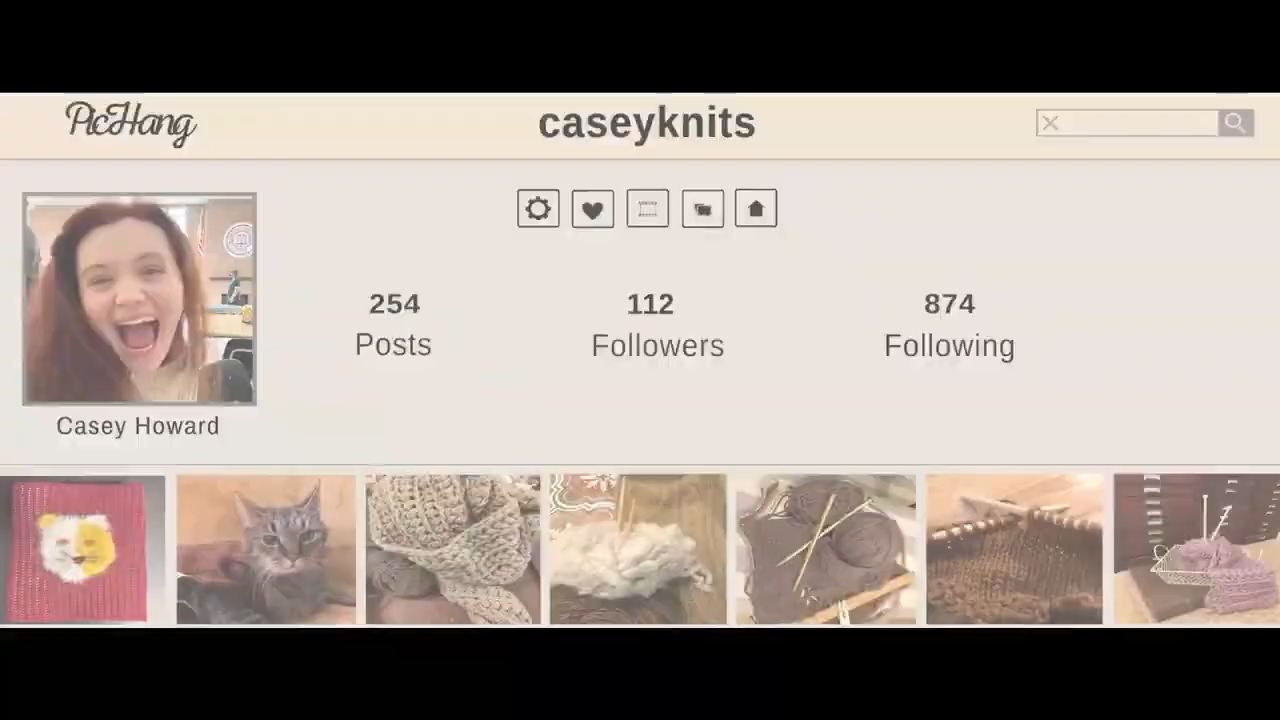 PicHang
caseyknits
254
Posts
112
Followers
874
Following
Casey Howard